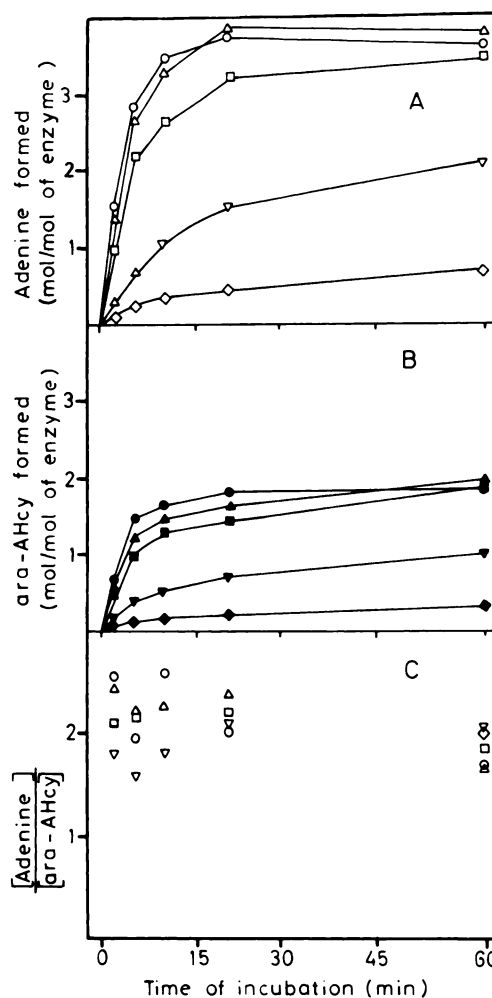 Adenine formed
(mol/mol of enzyme)
3
2
1
A
ara-AHcy formed
(mol/mol of enzyme)
3
2
1
B
[Adenine]
[ara-AHcy]
2
1
C
0 15 30 45 60
Time of incubation (min)